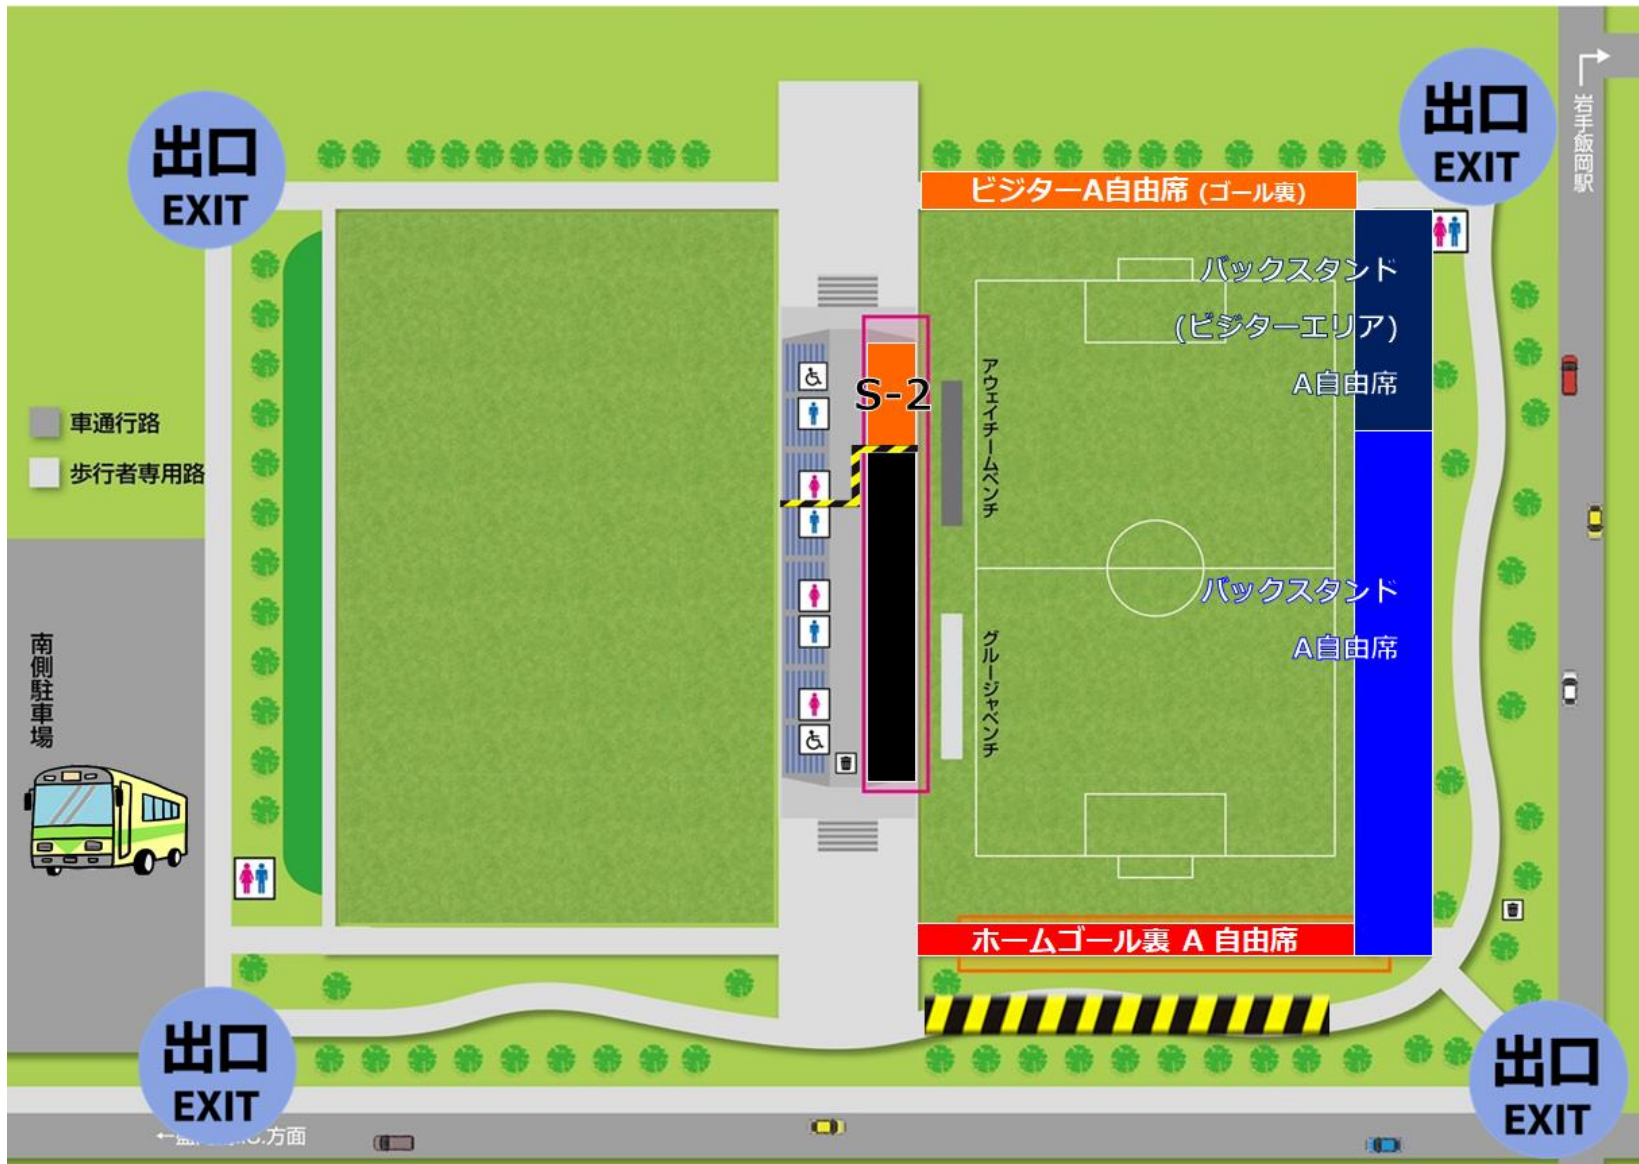 出口
EXIT
出口
EXIT
岩手飯岡駅
ビジターA自由席 (ゴール裏)
バックスタンド
(ビジターエリア)
A自由席
S-2
アウェイチームベンチ
車通行路
歩行者専用路
バックスタンド
A自由席
グルージャベンチ
南側駐車場
ホームゴール裏 A 自由席
出口
EXIT
出口
EXIT
方面